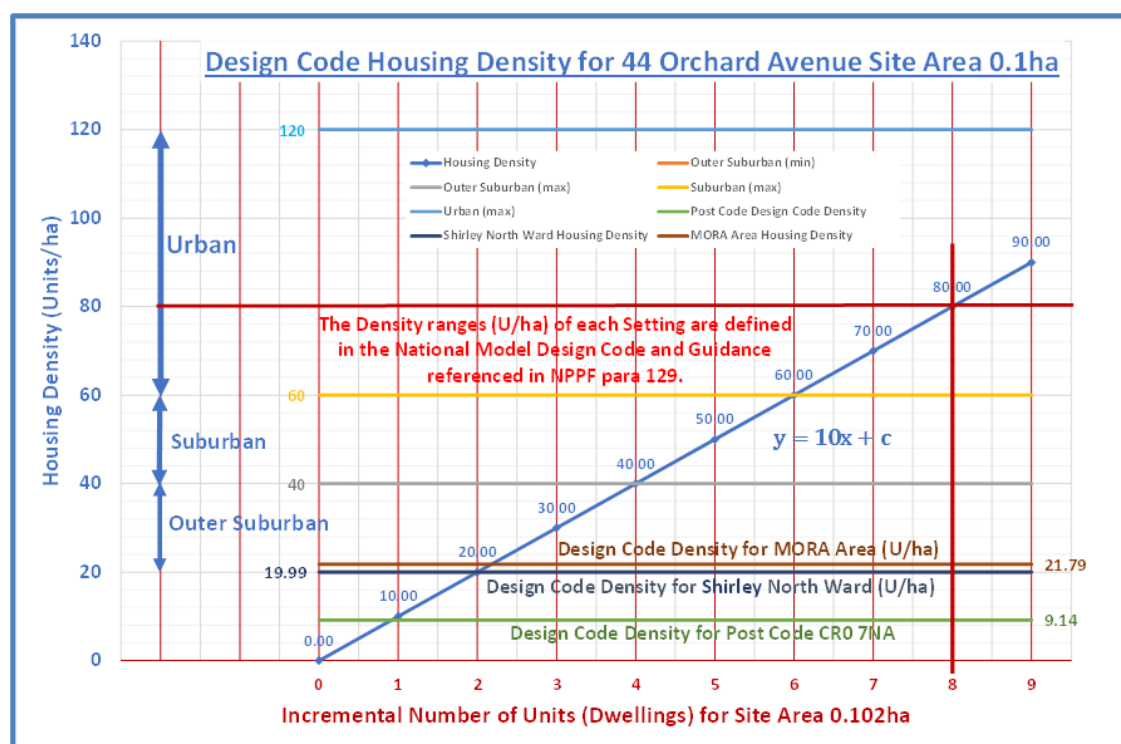 Design Code Housing Density for 44 Orchard Avenue Site Area 0.1ha
140
120
100
80
60
40
20
0
Housing Density (Units/ha)
Urban
Suburban
Outer Suburban
120
60
40
19.99
Housing Density
Outer Suburban (min)
Outer Suburban (max)
Suburban (max)
Urban (max)
Post Code Design Code Density
Shirley North Ward Housing Density
MORA Area Housing Density
The Density ranges (U/ha) of each Setting are defined
in the National Model Design Code and Guidance
referenced in NPPF para 129.
0.00
10.00
20.00
30.00
40.00
50.00
60.00
70.00
80.00
90.00
y = 10x + c
Design Code Density for MORA Area (U/ha)
21.79
Design Code Density for Shirley North Ward (U/ha)
Design Code Density for Post Code CR0 7NA
9.14
0 1 2 3 4 5 6 7 8 9
Incremental Number of Units (Dwellings) for Site Area 0.102ha